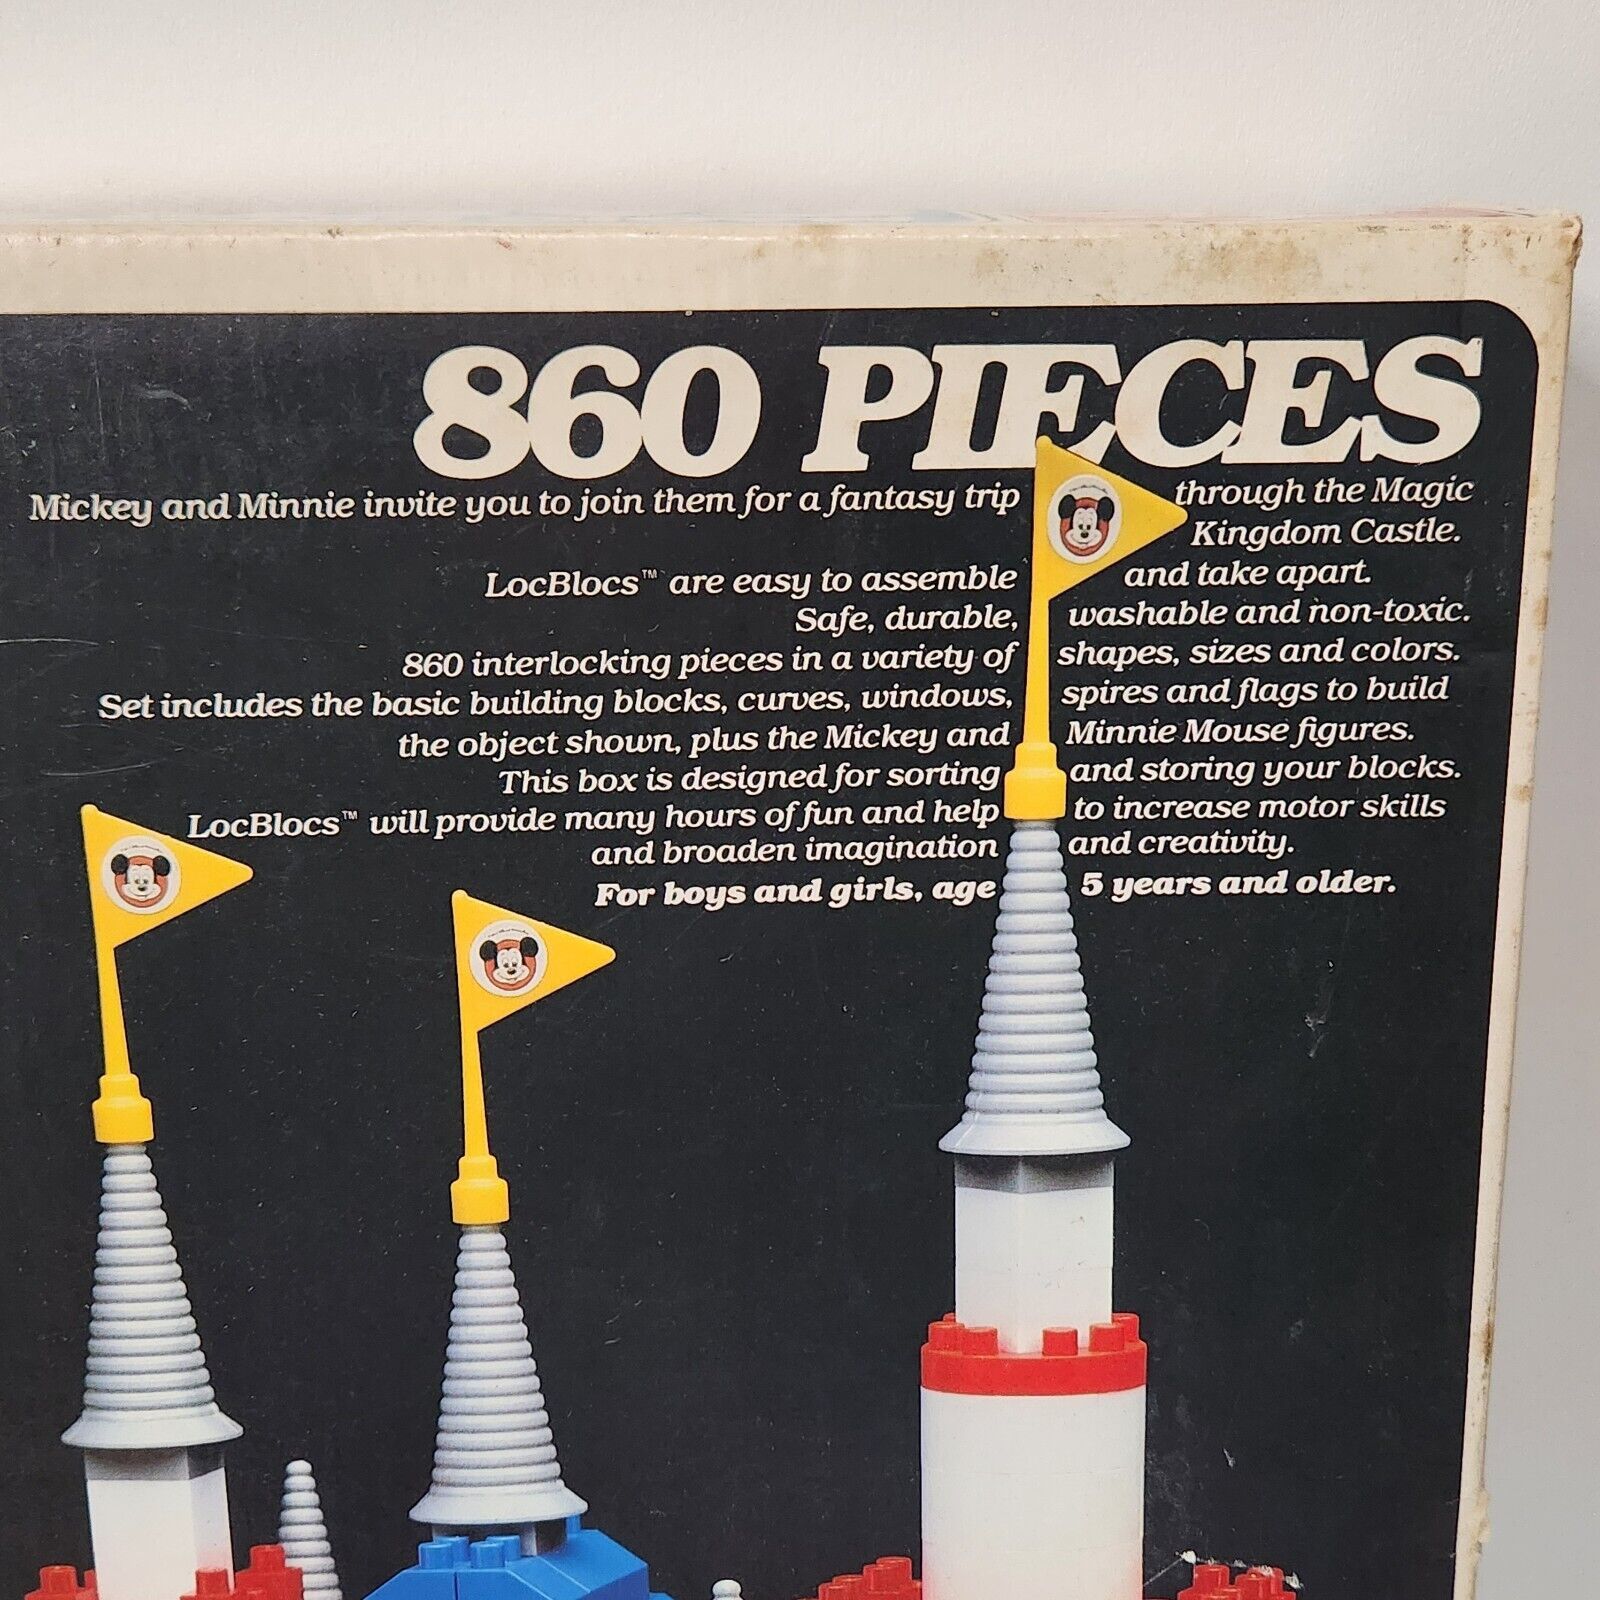 860 PIECES
Mickey and Minnie invite you to join them for a fantasy trip through the Magic
Kingdom Castle.
LocBlocs™ are easy to assemble and take apart.
Safe, durable, washable and non-toxic.
860 interlocking pieces in a variety of shapes, sizes and colors.
Set includes the basic building blocks, curves, windows, spires and flags to build
the object shown, plus the Mickey and Minnie Mouse figures.
This box is designed for sorting and storing your blocks.
LocBlocs™ will provide many hours of fun and help to increase motor skills
and broaden imagination and creativity.
For boys and girls, age 5 years and older.